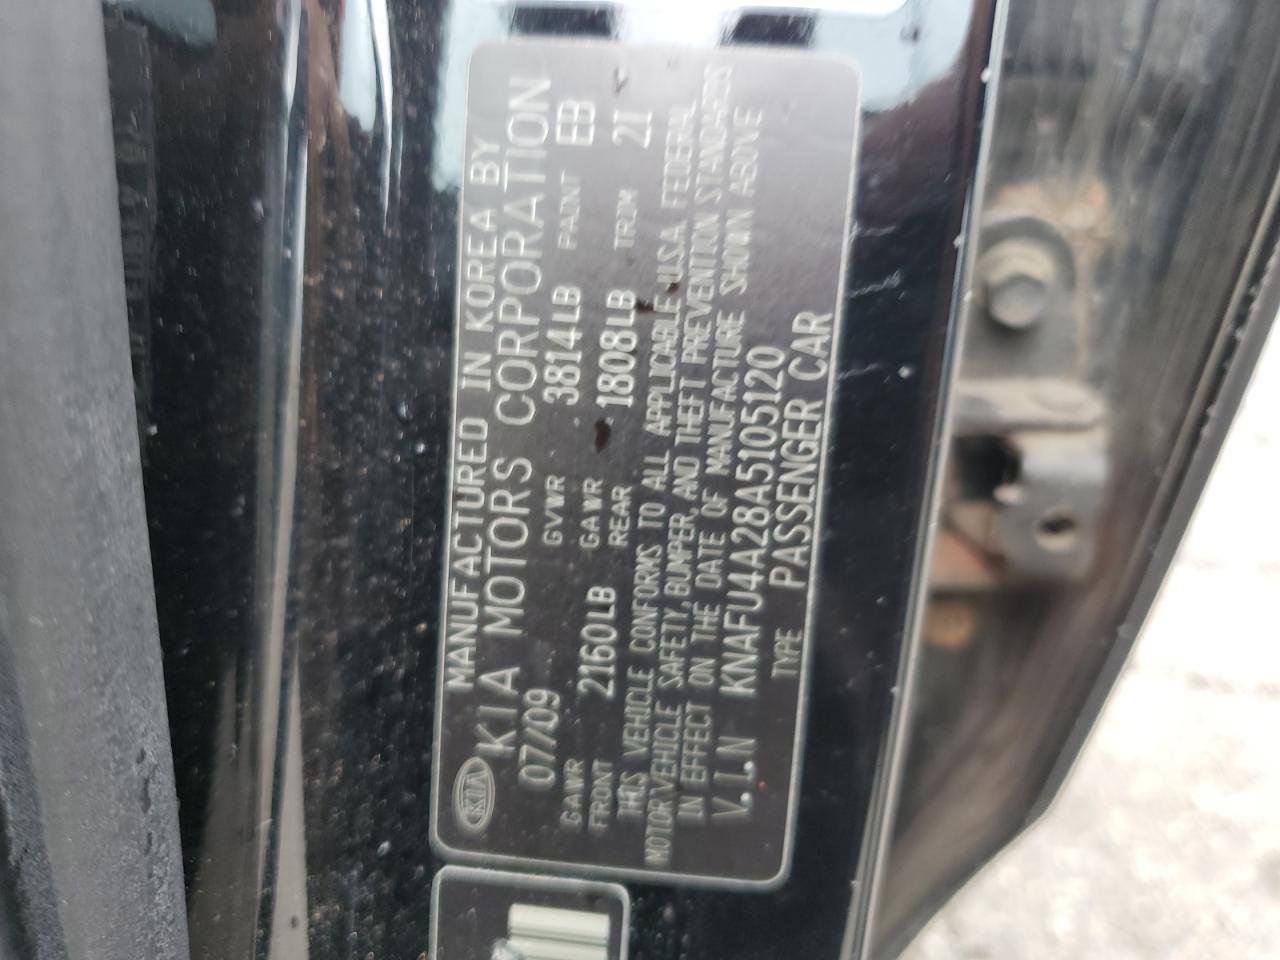 KIA
MANUFACTURED IN KOREA BY
KIA MOTORS CORPORATION
07/09 GVWR 3814LB PAINT EB
GAWR FRONT 2160LB GAWR REAR 1808LB TRIM 2T
THIS VEHICLE CONFORMS TO ALL APPLICABLE U.S.A. FEDERAL
MOTOR VEHICLE SAFETY, BUMPER, AND THEFT PREVENTION STANDARDS
IN EFFECT ON THE DATE OF MANUFACTURE SHOWN ABOVE
V.I.N KNAFU4A28A5105120
TYPE PASSENGER CAR